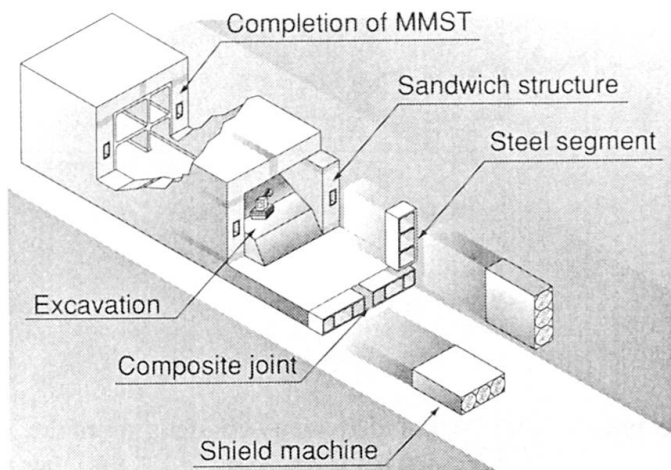 Completion of MMST
Sandwich structure
Steel segment
Excavation
Composite joint
Shield machine